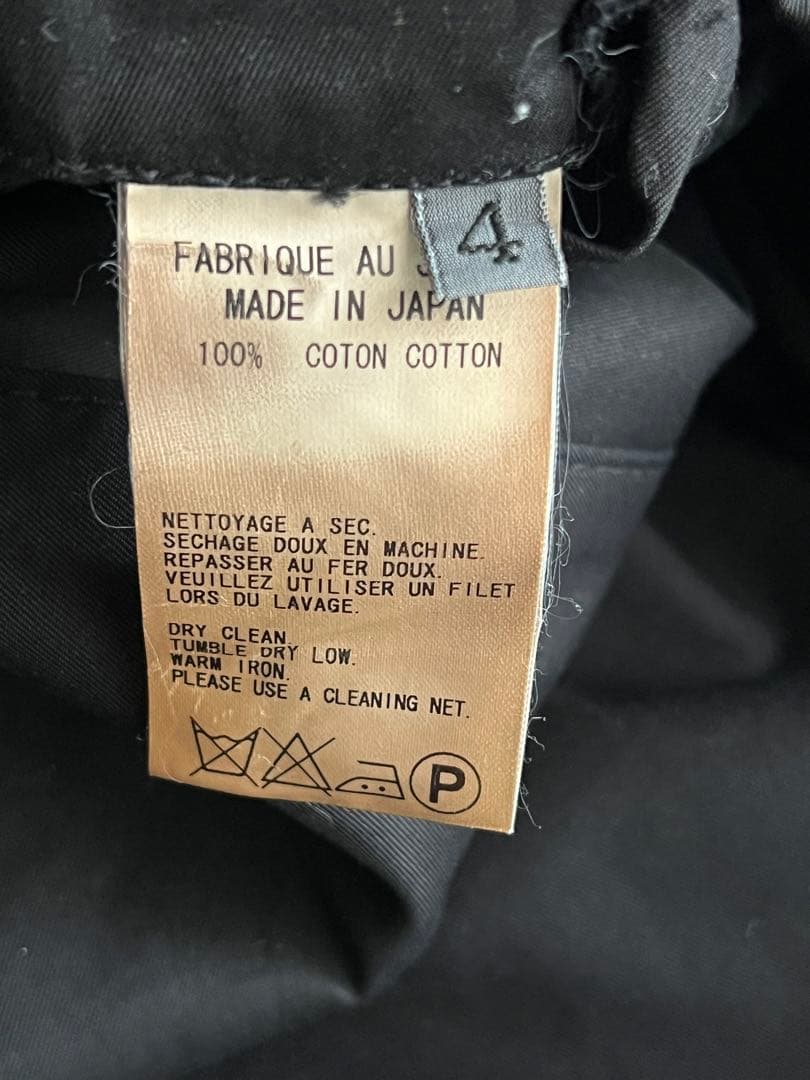 4
FABRIQUE AU J
MADE IN JAPAN
100% COTON COTTON
NETTOYAGE A SEC.
SECHAGE DOUX EN MACHINE.
REPASSER AU FER DOUX.
VEUILLEZ UTILISER UN FILET
LORS DU LAVAGE.
DRY CLEAN.
TUMBLE DRY LOW.
WARM IRON.
PLEASE USE A CLEANING NET.
P